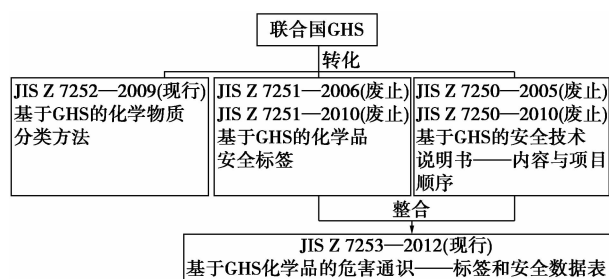 联合国GHS
转化
JIS Z 7252—2009(现行)
基于GHS的化学物质
分类方法
JIS Z 7251—2006(废止)
JIS Z 7251—2010(废止)
基于GHS的化学品
安全标签
JIS Z 7250—2005(废止)
JIS Z 7250—2010(废止)
基于GHS的安全技术
说明书——内容与项目
顺序
整合
JIS Z 7253—2012(现行)
基于GHS化学品的危害通识——标签和安全数据表